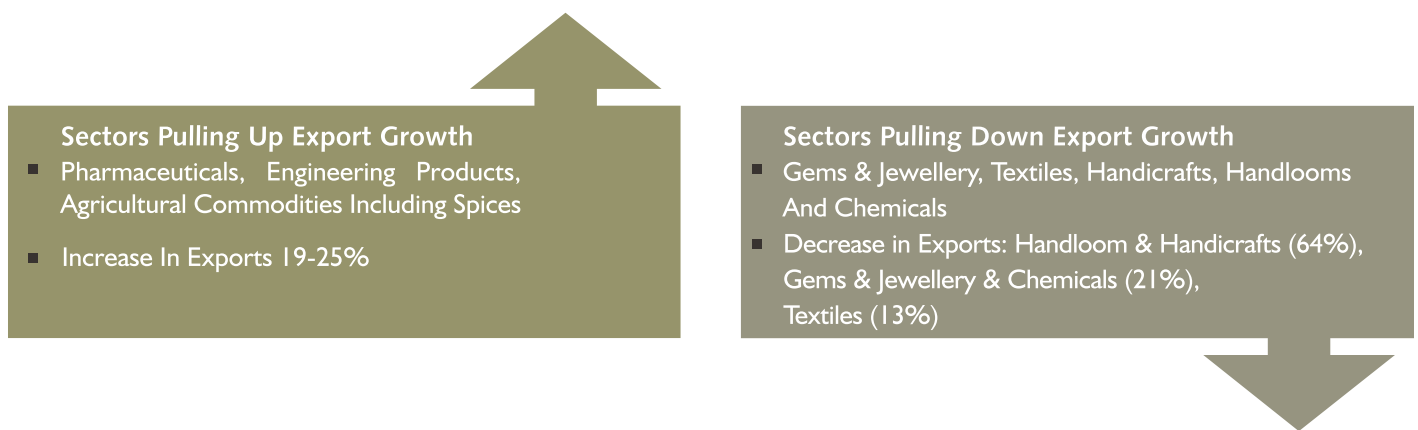 Sectors Pulling Up Export Growth
Pharmaceuticals, Engineering Products,
Agricultural Commodities Including Spices
Increase In Exports 19-25%
Sectors Pulling Down Export Growth
Gems & Jewellery, Textiles, Handicrafts, Handlooms
And Chemicals
Decrease in Exports: Handloom & Handicrafts (64%),
Gems & Jewellery & Chemicals (21%),
Textiles (13%)